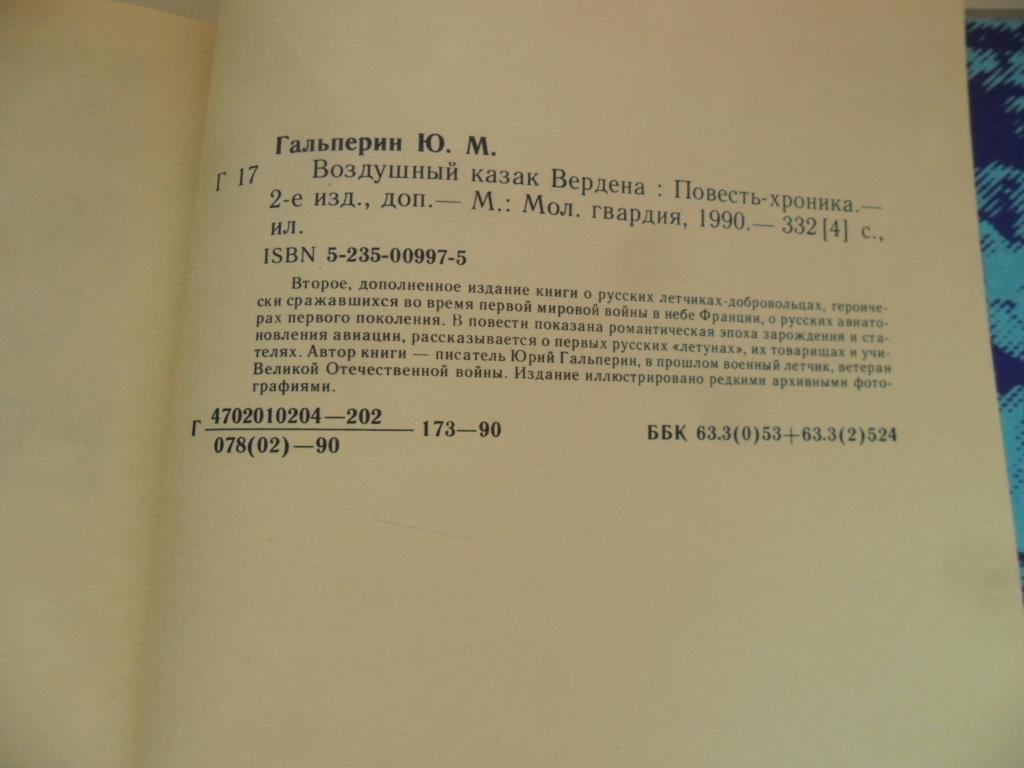 Гальперин Ю. М.
Г 17 Воздушный казак Вердена : Повесть-хроника.—
2-е изд., доп.— М.: Мол. гвардия, 1990.— 332 [4] с.,
ил.
ISBN 5-235-00997-5
Второе, дополненное издание книги о русских летчиках-добровольцах, героиче-
ски сражавшихся во время первой мировой войны в небе Франции, о русских авиато-
рах первого поколения. В повести показана романтическая эпоха зарождения и ста-
новления авиации, рассказывается о первых русских «летунах», их товарищах и учи-
телях. Автор книги — писатель Юрий Гальперин, в прошлом военный летчик, ветеран
Великой Отечественной войны. Издание иллюстрировано редкими архивными фото-
графиями.
4702010204—202
Г 173—90 ББК 63.3(0)53+63.3(2)524
078(02)—90